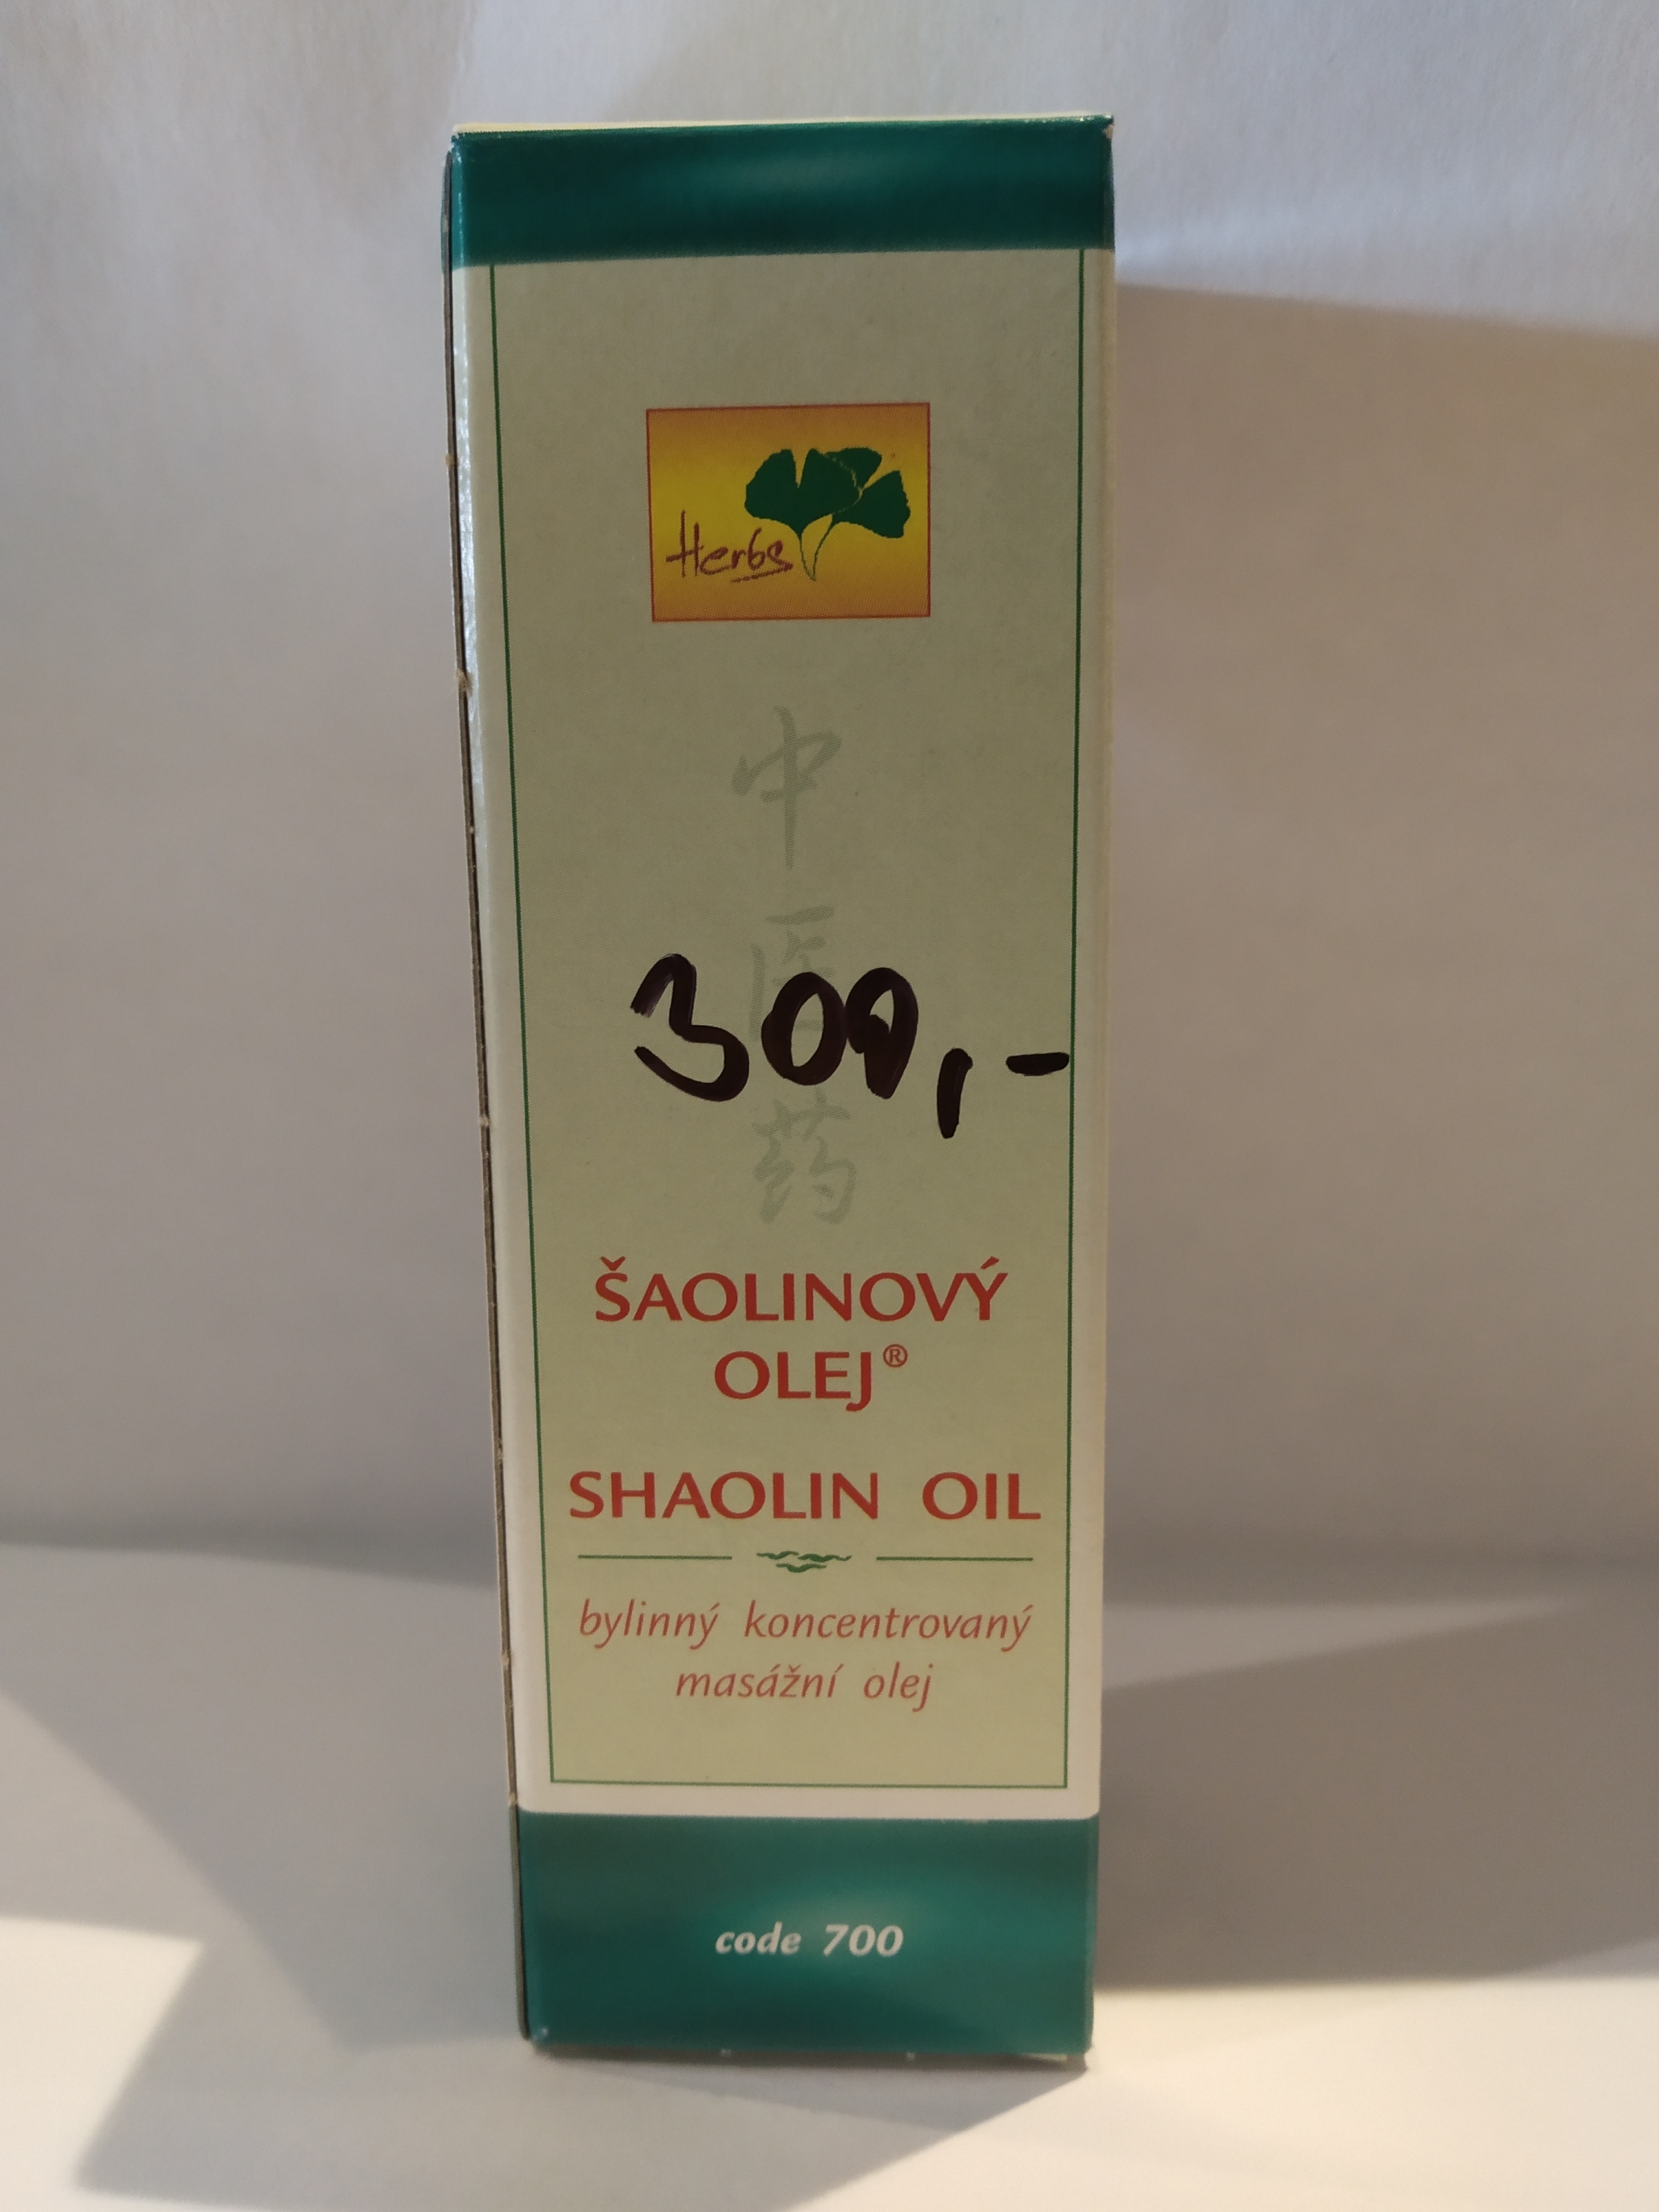 Herbs
中
医
药
309,-
ŠAOLINOVÝ
OLEJ®
SHAOLIN OIL
bylinný koncentrovaný
masážní olej
code 700